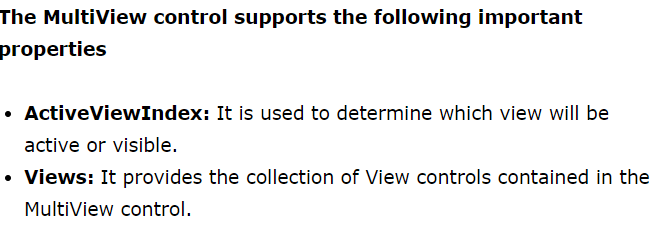 The MultiView control supports the following important
properties
• ActiveViewIndex: It is used to determine which view will be
active or visible.
• Views: It provides the collection of View controls contained in the
MultiView control.